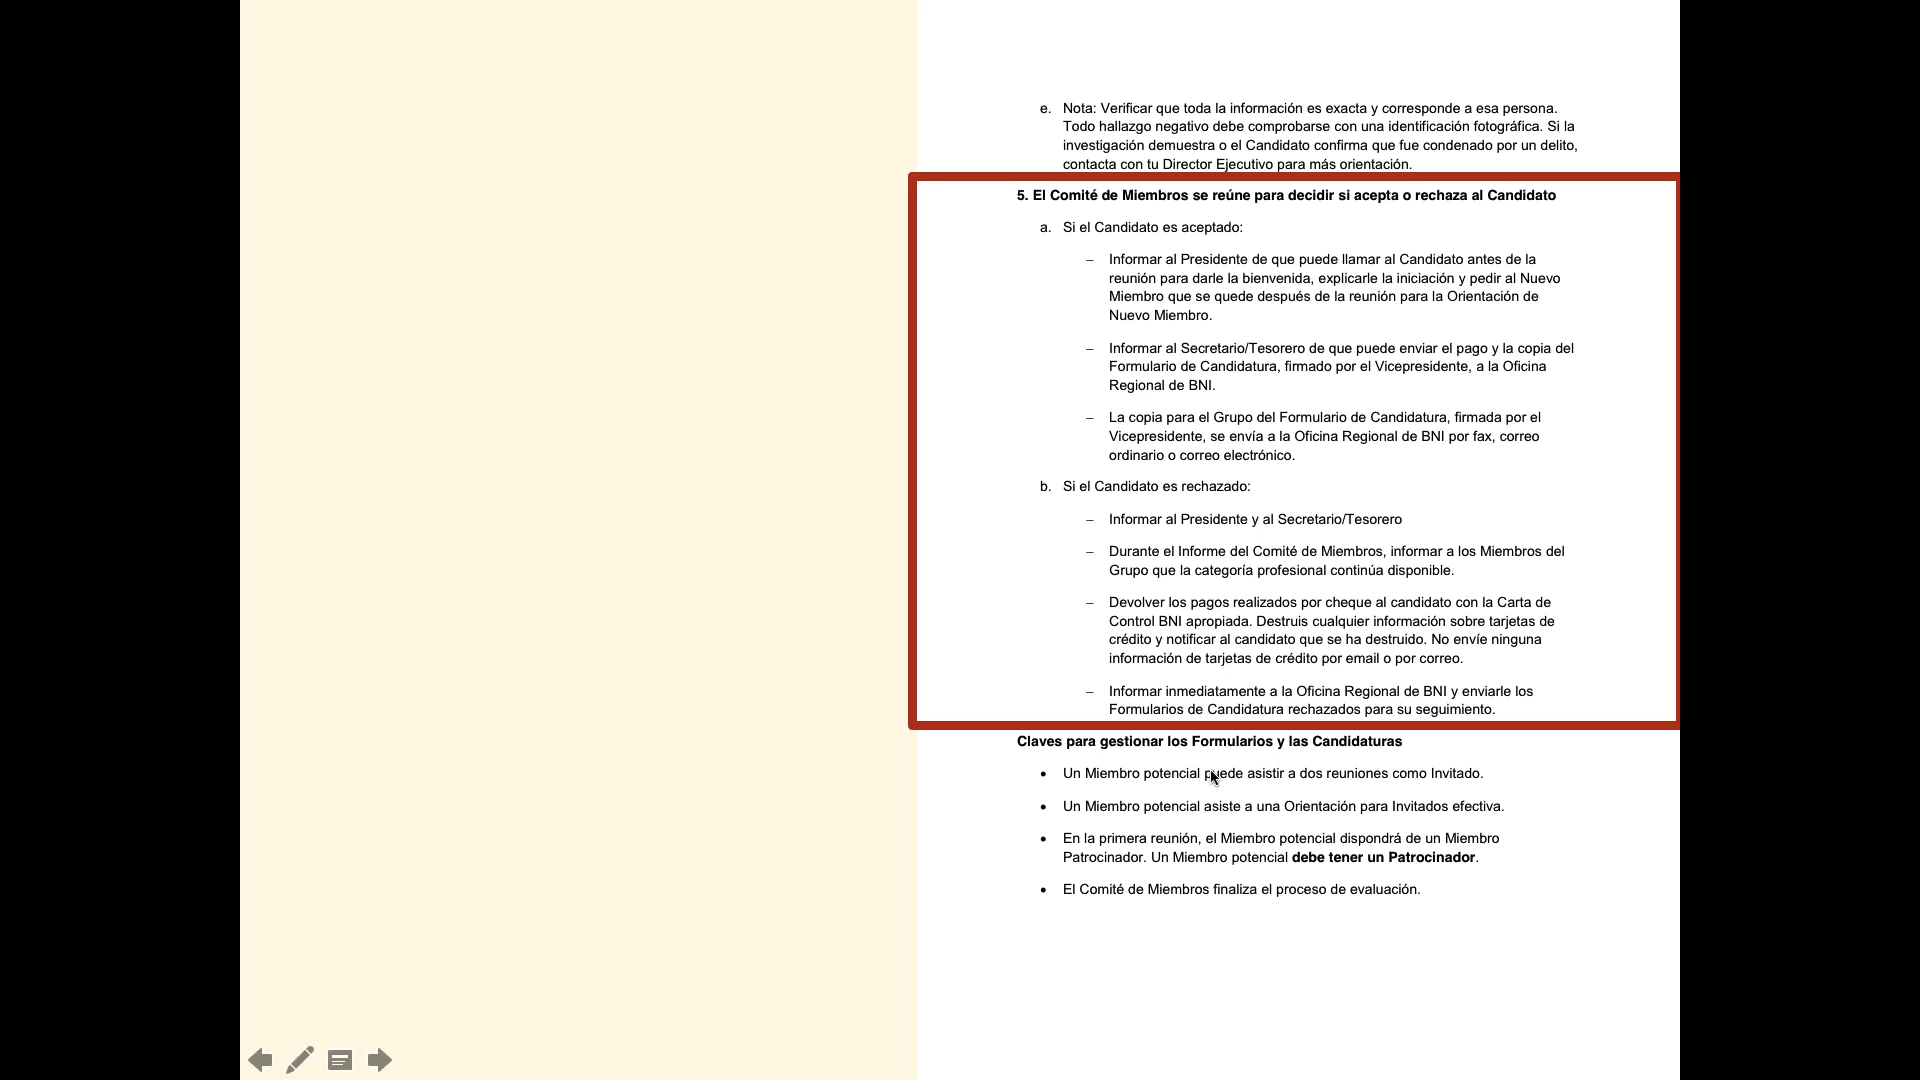 e. Nota: Verificar que toda la información es exacta y corresponde a esa persona.
Todo hallazgo negativo debe comprobarse con una identificación fotográfica. Si la
investigación demuestra o el Candidato confirma que fue condenado por un delito,
contacta con tu Director Ejecutivo para más orientación.
5. El Comité de Miembros se reúne para decidir si acepta o rechaza al Candidato
a. Si el Candidato es aceptado:
– Informar al Presidente de que puede llamar al Candidato antes de la
reunión para darle la bienvenida, explicarle la iniciación y pedir al Nuevo
Miembro que se quede después de la reunión para la Orientación de
Nuevo Miembro.
– Informar al Secretario/Tesorero de que puede enviar el pago y la copia del
Formulario de Candidatura, firmado por el Vicepresidente, a la Oficina
Regional de BNI.
– La copia para el Grupo del Formulario de Candidatura, firmada por el
Vicepresidente, se envía a la Oficina Regional de BNI por fax, correo
ordinario o correo electrónico.
b. Si el Candidato es rechazado:
– Informar al Presidente y al Secretario/Tesorero
– Durante el Informe del Comité de Miembros, informar a los Miembros del
Grupo que la categoría profesional continúa disponible.
– Devolver los pagos realizados por cheque al candidato con la Carta de
Control BNI apropiada. Destruis cualquier información sobre tarjetas de
crédito y notificar al candidato que se ha destruido. No envíe ninguna
información de tarjetas de crédito por email o por correo.
– Informar inmediatamente a la Oficina Regional de BNI y enviarle los
Formularios de Candidatura rechazados para su seguimiento.
Claves para gestionar los Formularios y las Candidaturas
• Un Miembro potencial puede asistir a dos reuniones como Invitado.
• Un Miembro potencial asiste a una Orientación para Invitados efectiva.
• En la primera reunión, el Miembro potencial dispondrá de un Miembro
Patrocinador. Un Miembro potencial debe tener un Patrocinador.
• El Comité de Miembros finaliza el proceso de evaluación.